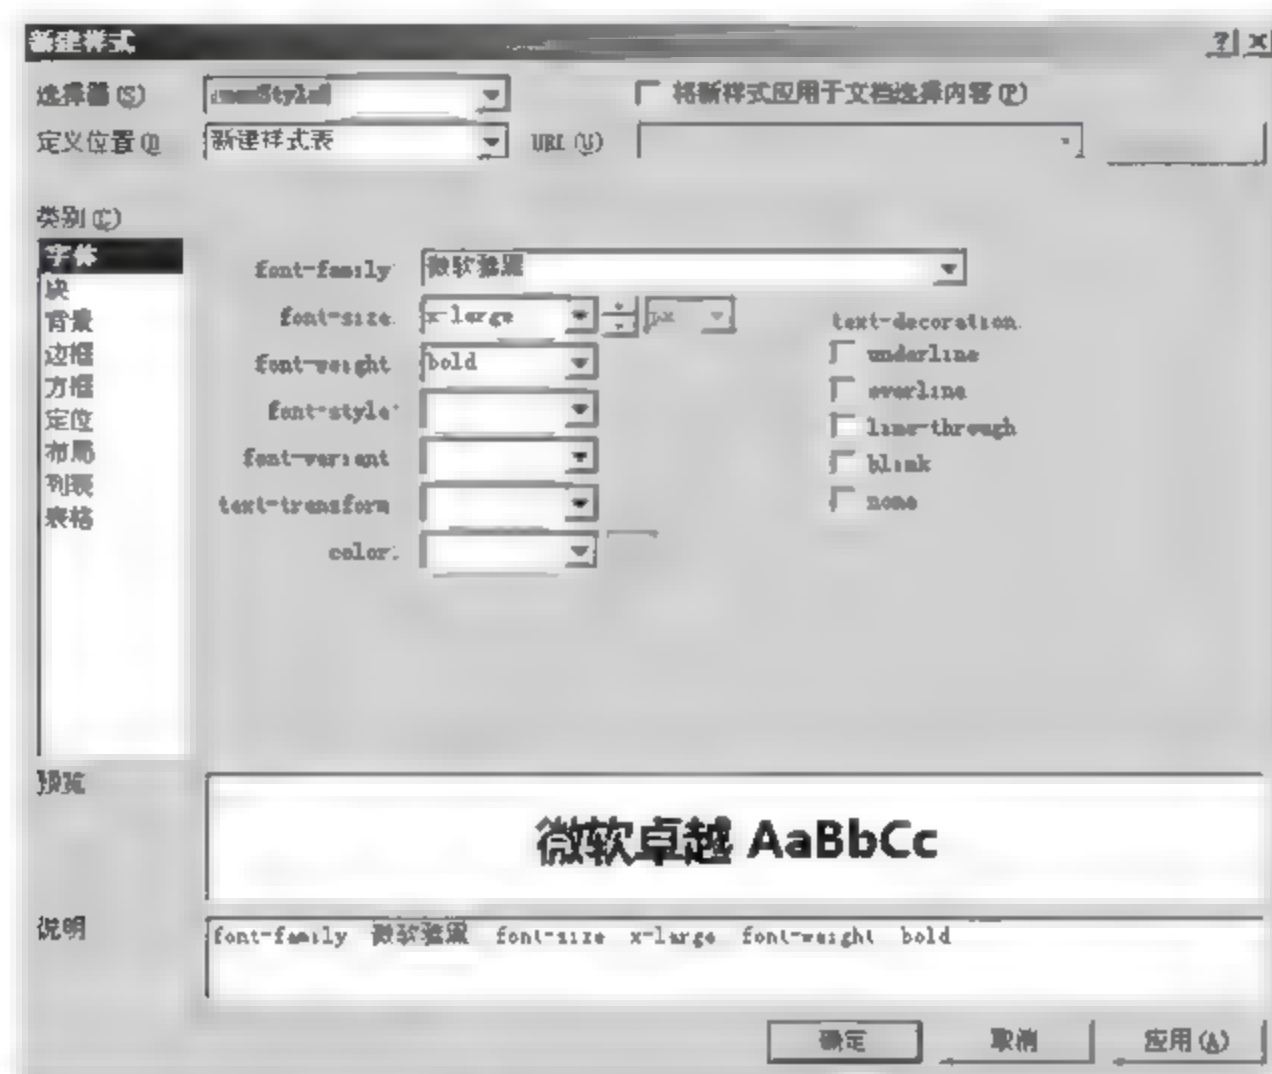 新建样式
选择器(S) .newStyle1 将新样式应用于文档选择内容(P)
定义位置(I) 新建样式表 URL(U)
类别(C)
字体
块
背景
边框
方框
定位
布局
列表
表格
font-family: 微软雅黑
font-size: x-large px
font-weight bold
font-style:
font-variant
text-transform
color:
text-decoration:
underline
overline
line-through
blink
none
预览
微软卓越 AaBbCc
说明
font-family 微软雅黑 font-size x-large font-weight bold
确定 取消 应用(A)